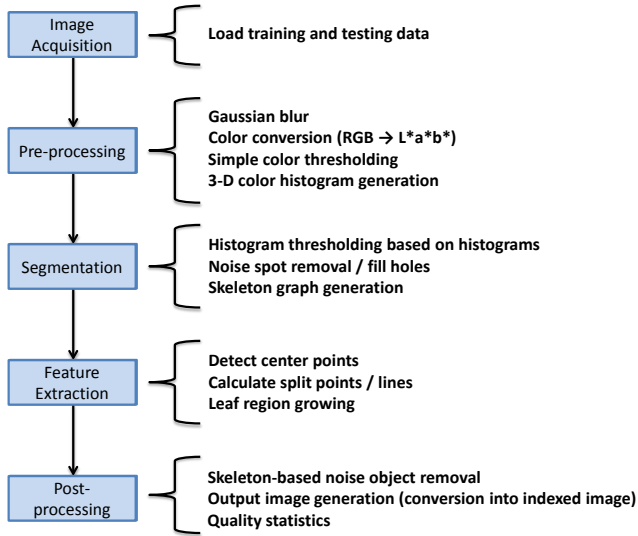 Image
Acquisition
Load training and testing data
Pre-processing
Gaussian blur
Color conversion (RGB → L*a*b*)
Simple color thresholding
3-D color histogram generation
Segmentation
Histogram thresholding based on histograms
Noise spot removal / fill holes
Skeleton graph generation
Feature
Extraction
Detect center points
Calculate split points / lines
Leaf region growing
Post-
processing
Skeleton-based noise object removal
Output image generation (conversion into indexed image)
Quality statistics